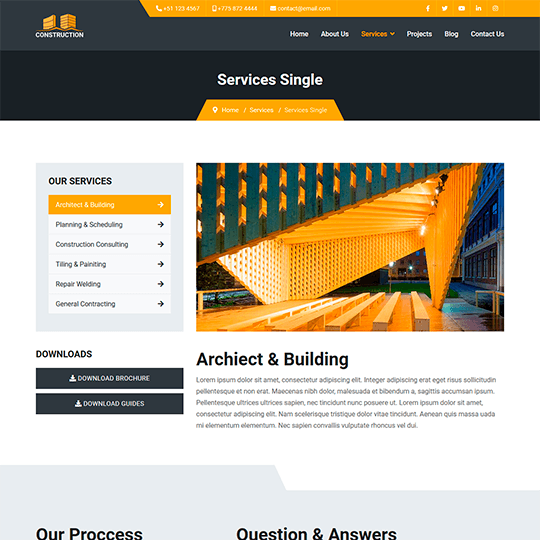 +51 123 4567 | +775 872 4444 | contact@email.com
CONSTRUCTION
Home About Us Services Projects Blog Contact Us
Services Single
Home / Services / Services Single
OUR SERVICES
Architect & Building
Planning & Scheduling
Construction Consulting
Tiling & Painiting
Repair Welding
General Contracting
DOWNLOADS
DOWNLOAD BROCHURE
DOWNLOAD GUIDES
Archiect & Building
Lorem ipsum dolor sit amet, consectetur adipiscing elit. Integer adipiscing erat eget risus sollicitudin
pellentesque et non erat. Maecenas nibh dolor, malesuada et bibendum a, sagittis accumsan ipsum.
Pellentesque ultrices ultrices sapien, nec tincidunt nunc posuere ut. Lorem ipsum dolor sit amet,
consectetur adipiscing elit. Nam scelerisque tristique dolor vitae tincidunt. Aenean quis massa uada
mi elementum elementum. Nec sapien convallis vulputate rhoncus vel dui.
Our Proccess
Question & Answers